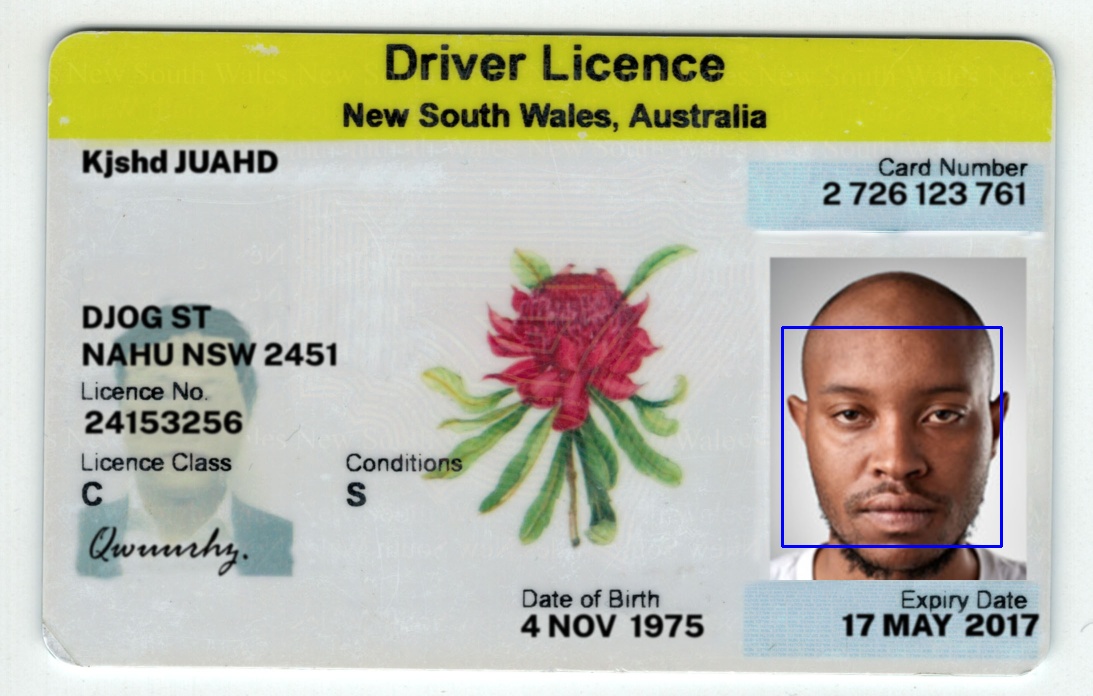 Driver Licence
New South Wales, Australia
Kjshd JUAHD
Card Number
2 726 123 761
DJOG ST
NAHU NSW 2451
Licence No.
24153256
Licence Class
Conditions
C
S
Qwuurhy.
Date of Birth
4 NOV 1975
Expiry Date
17 MAY 2017